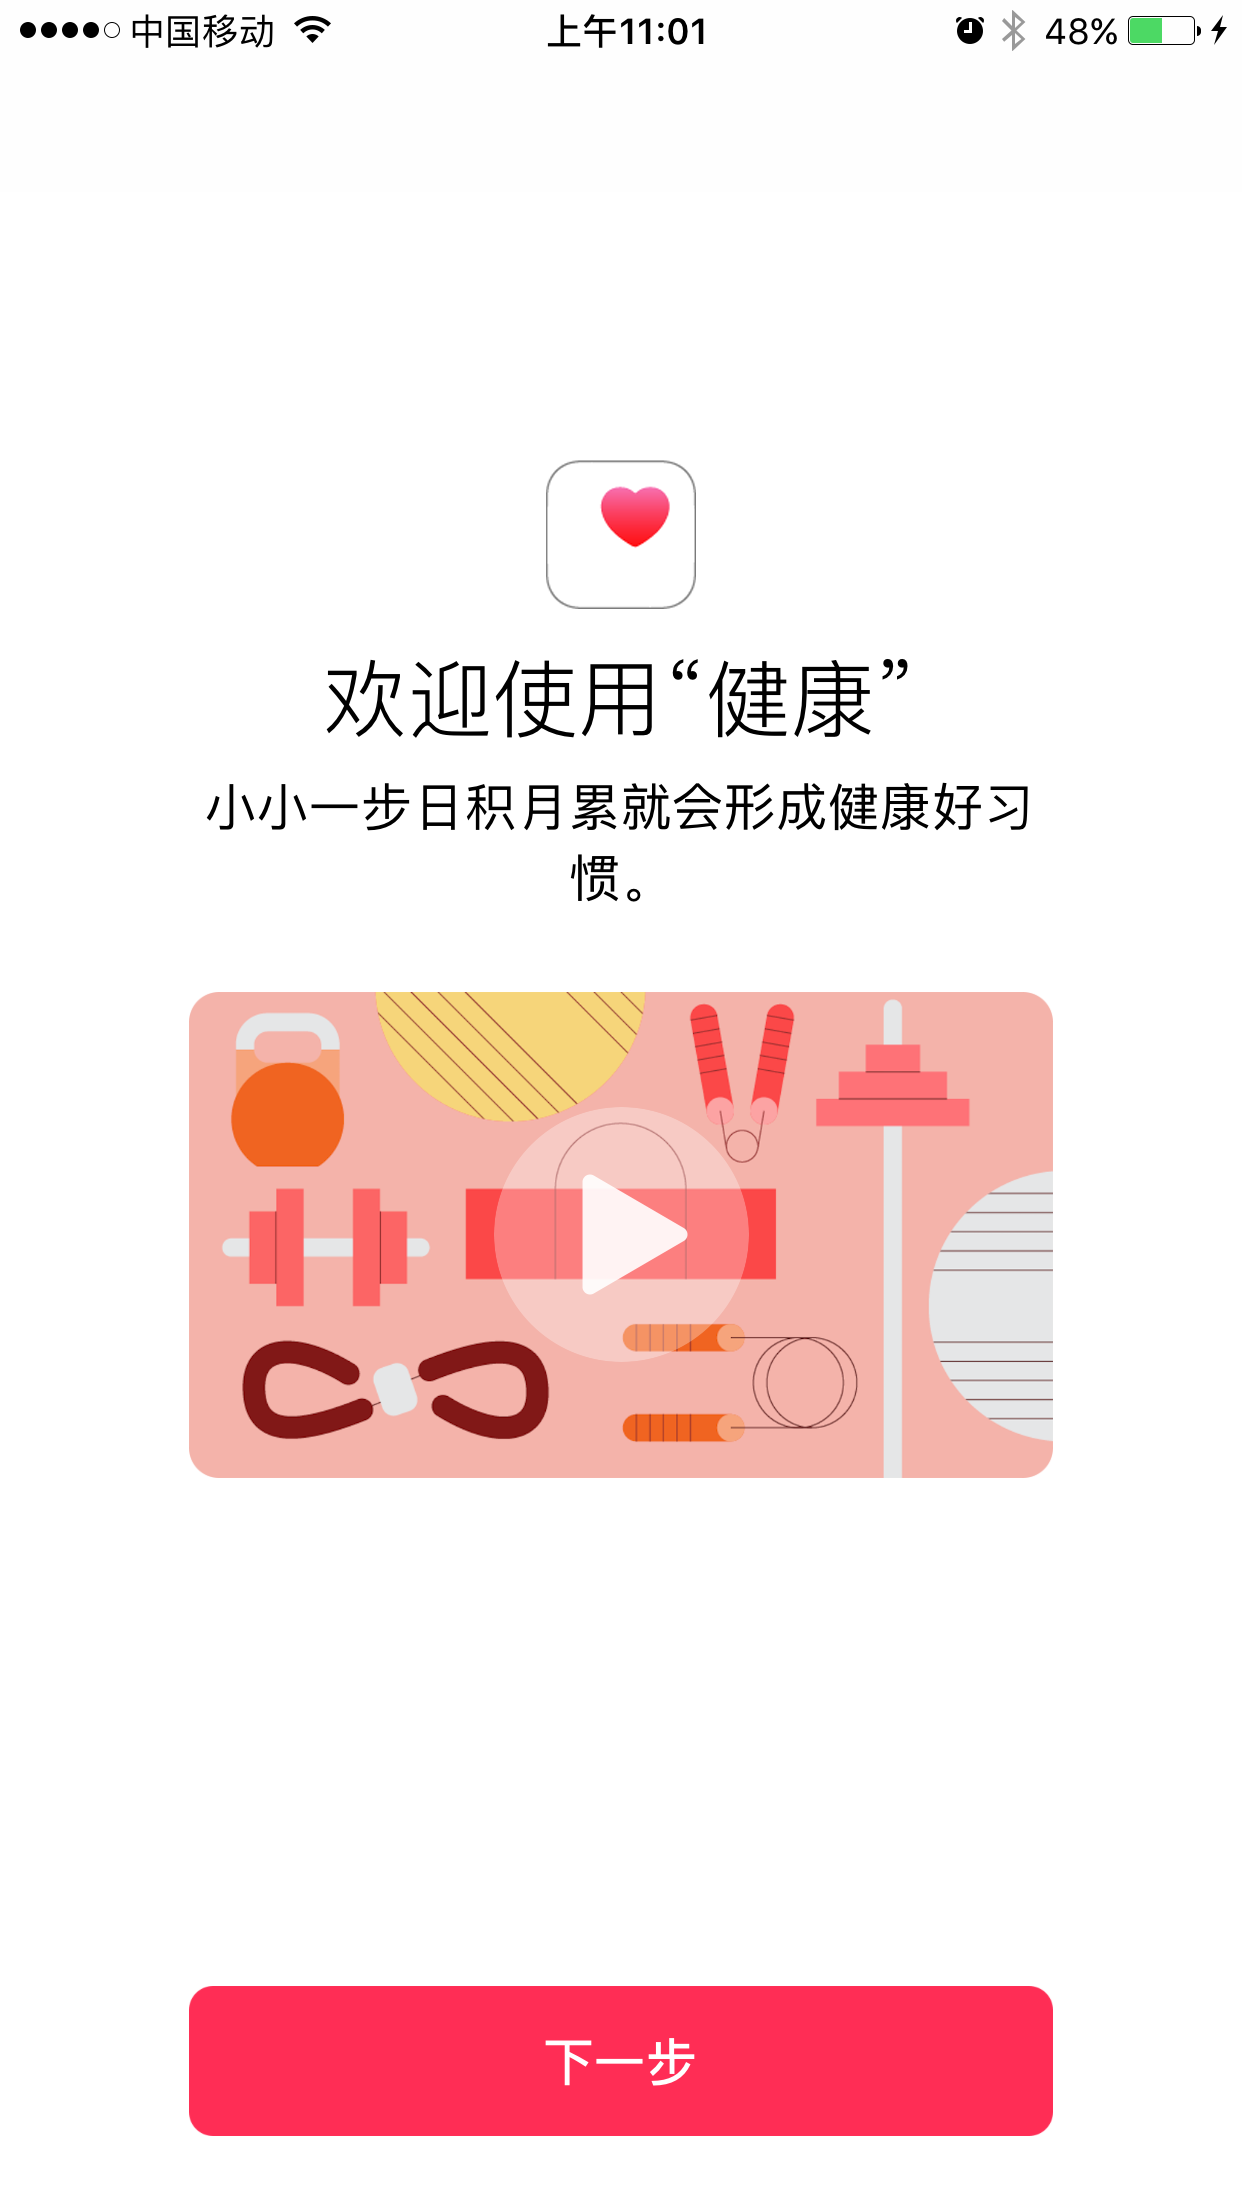 中国移动 上午11:01 48%
欢迎使用“健康”
小小一步日积月累就会形成健康好习
惯。
下一步